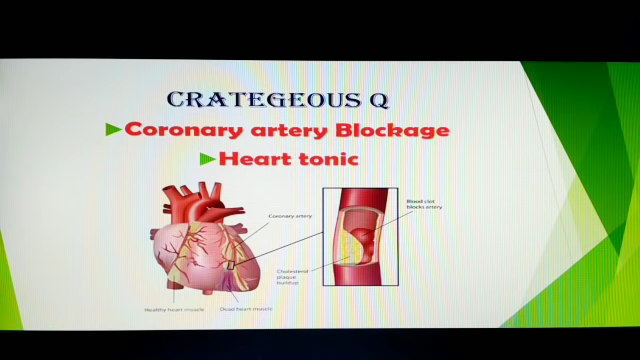 CRATEGEOUS Q
Coronary artery Blockage
Heart tonic
Coronary artery
Blood clot
blocks artery
Cholesterol
plaque
buildup
Healthy heart muscle
Dead heart muscle